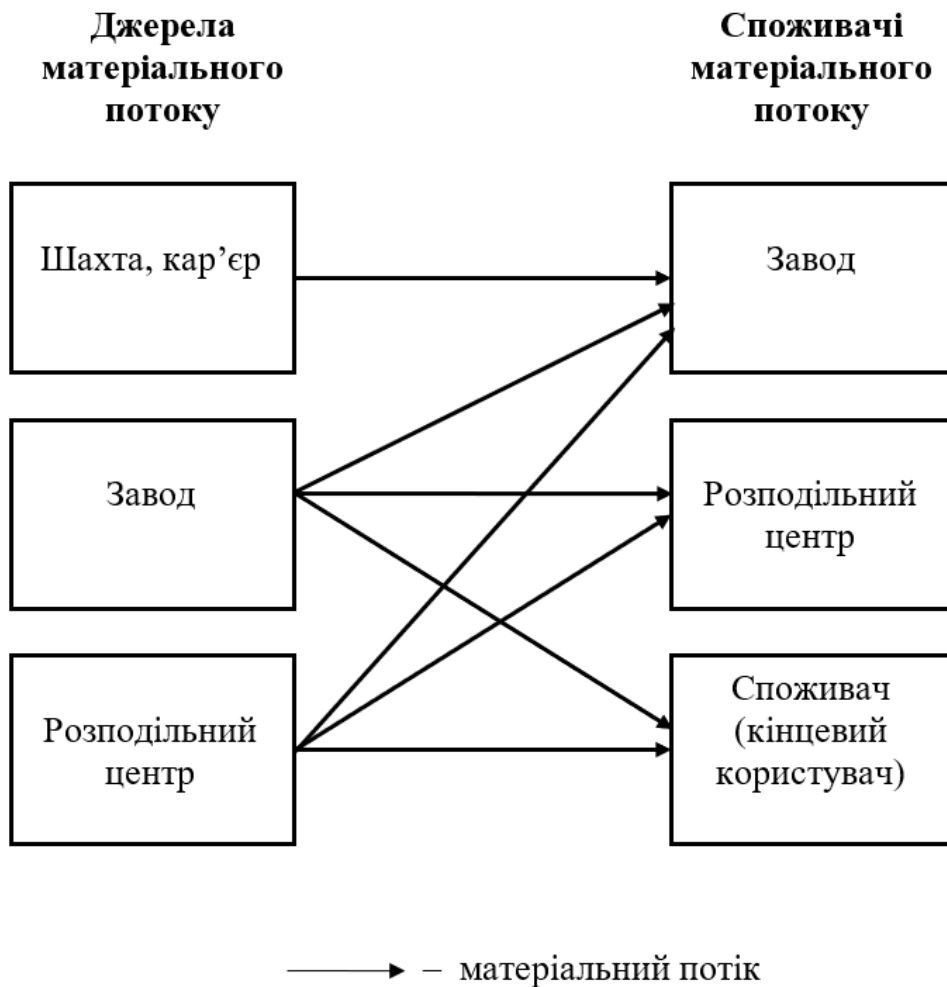 Джерела
матеріального
потоку
Споживачі
матеріального
потоку
Шахта, кар’єр
Завод
Завод
Розподільний
центр
Розподільний
центр
Споживач
(кінцевий
користувач)
– матеріальний потік